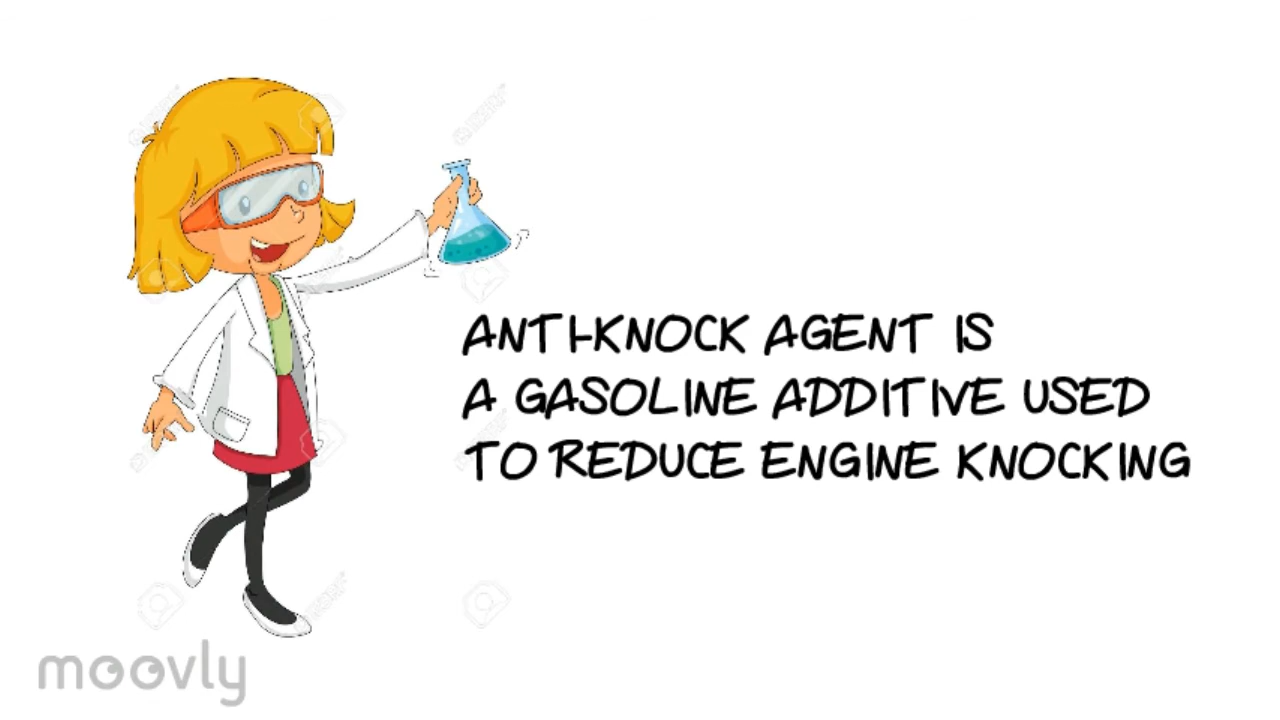 ANTI-KNOCK AGENT IS
A GASOLINE ADDITIVE USED
TO REDUCE ENGINE KNOCKING
moovly